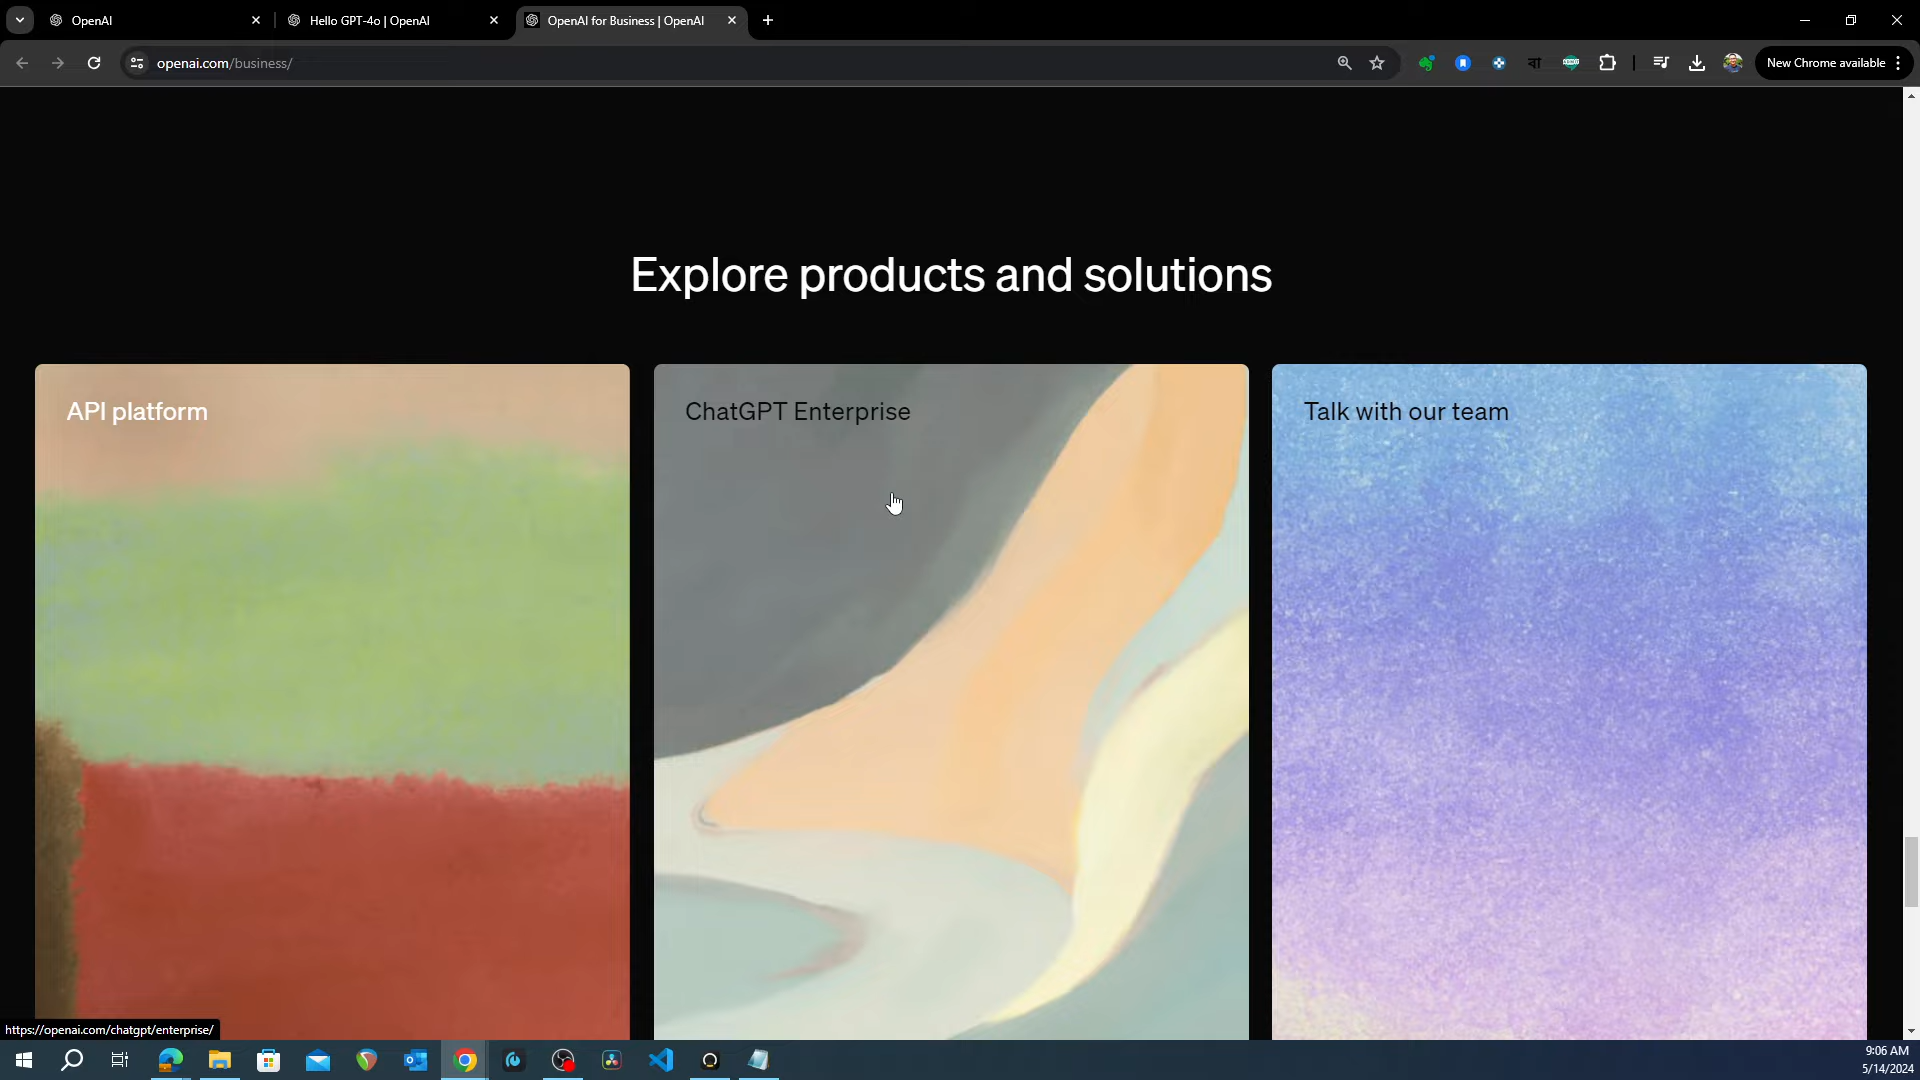 OpenAI
Hello GPT-4o | OpenAI
OpenAI for Business | OpenAI
openai.com/business/
বা
New Chrome available
Explore products and solutions
API platform
ChatGPT Enterprise
Talk with our team
https://openai.com/chatgpt/enterprise/
9:06 AM
5/14/2024